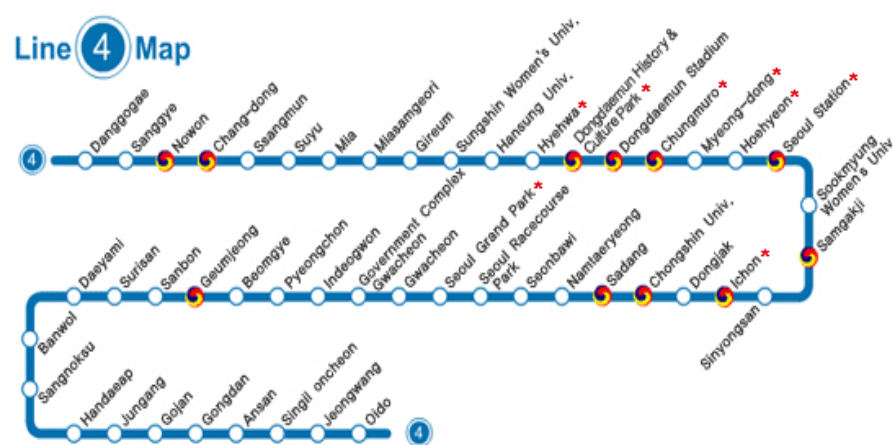 Line 4 Map
4
Danggogae
Sanggye
Nowon
Chang-dong
Ssangmun
Suyu
Mia
Miasamgeori
Gireum
Sungshin Women's Univ.
Hansung Univ.
Hyehwa*
Dongdaemun History &
Culture Park*
Dongdaemun Stadium
Chungmuro*
Myeong-dong*
Hoehyeon*
Seoul Station*
Sookmyung
Women's Univ
Samgakji
Sinyongsan
Ichon*
Dongjak
Chongshin Univ.
Sadang
Namtaeryeong
Seonbawi
Seoul Racecourse
Park
Seoul Grand Park*
Gwacheon
Government Complex
Gwacheon
Indeogwon
Pyeongchon
Beomgye
Geumjeong
Sanbon
Surisan
Daeyami
Banwol
Sangnoksu
Handaeap
Jungang
Gojan
Gongdan
Ansan
Singil oncheon
Jeongwang
Oido
4